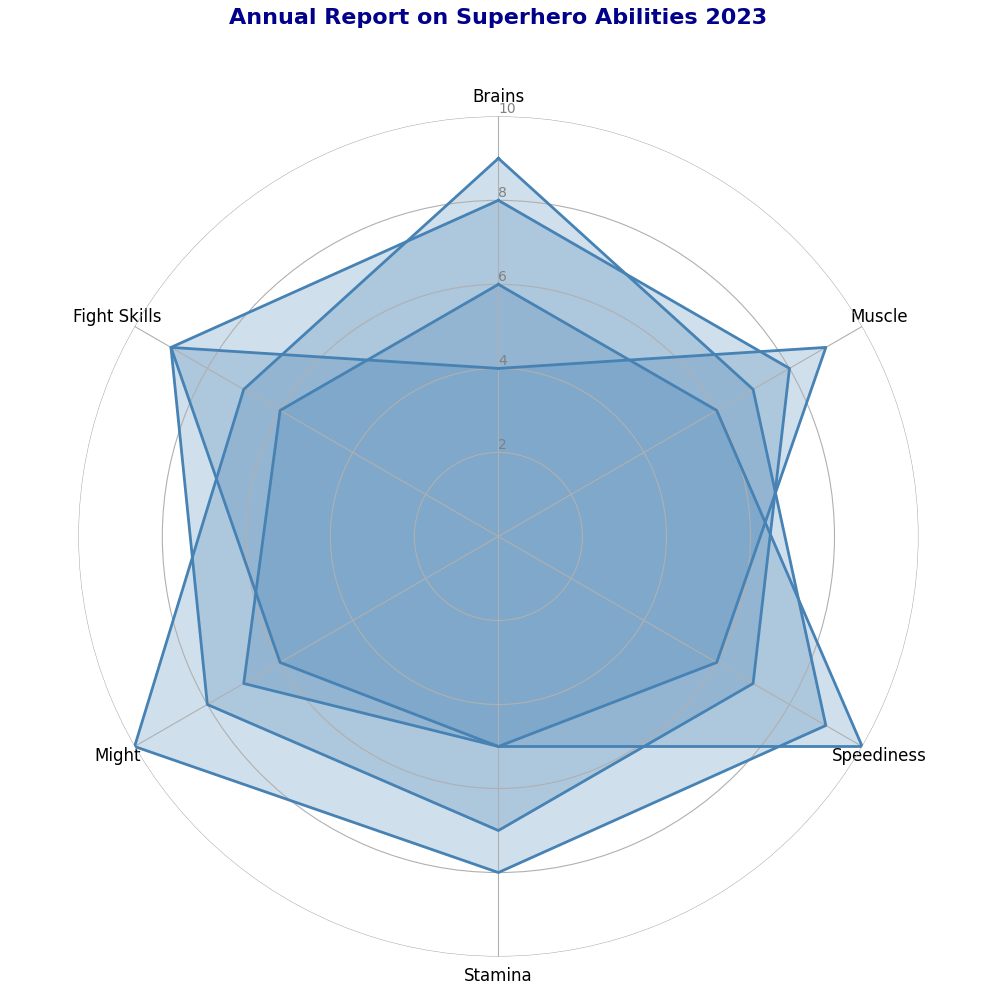 Annual Report on Superhero Abilities 2023
Brains
10
8
6
4
2
Fight Skills
Muscle
Might
Speediness
Stamina